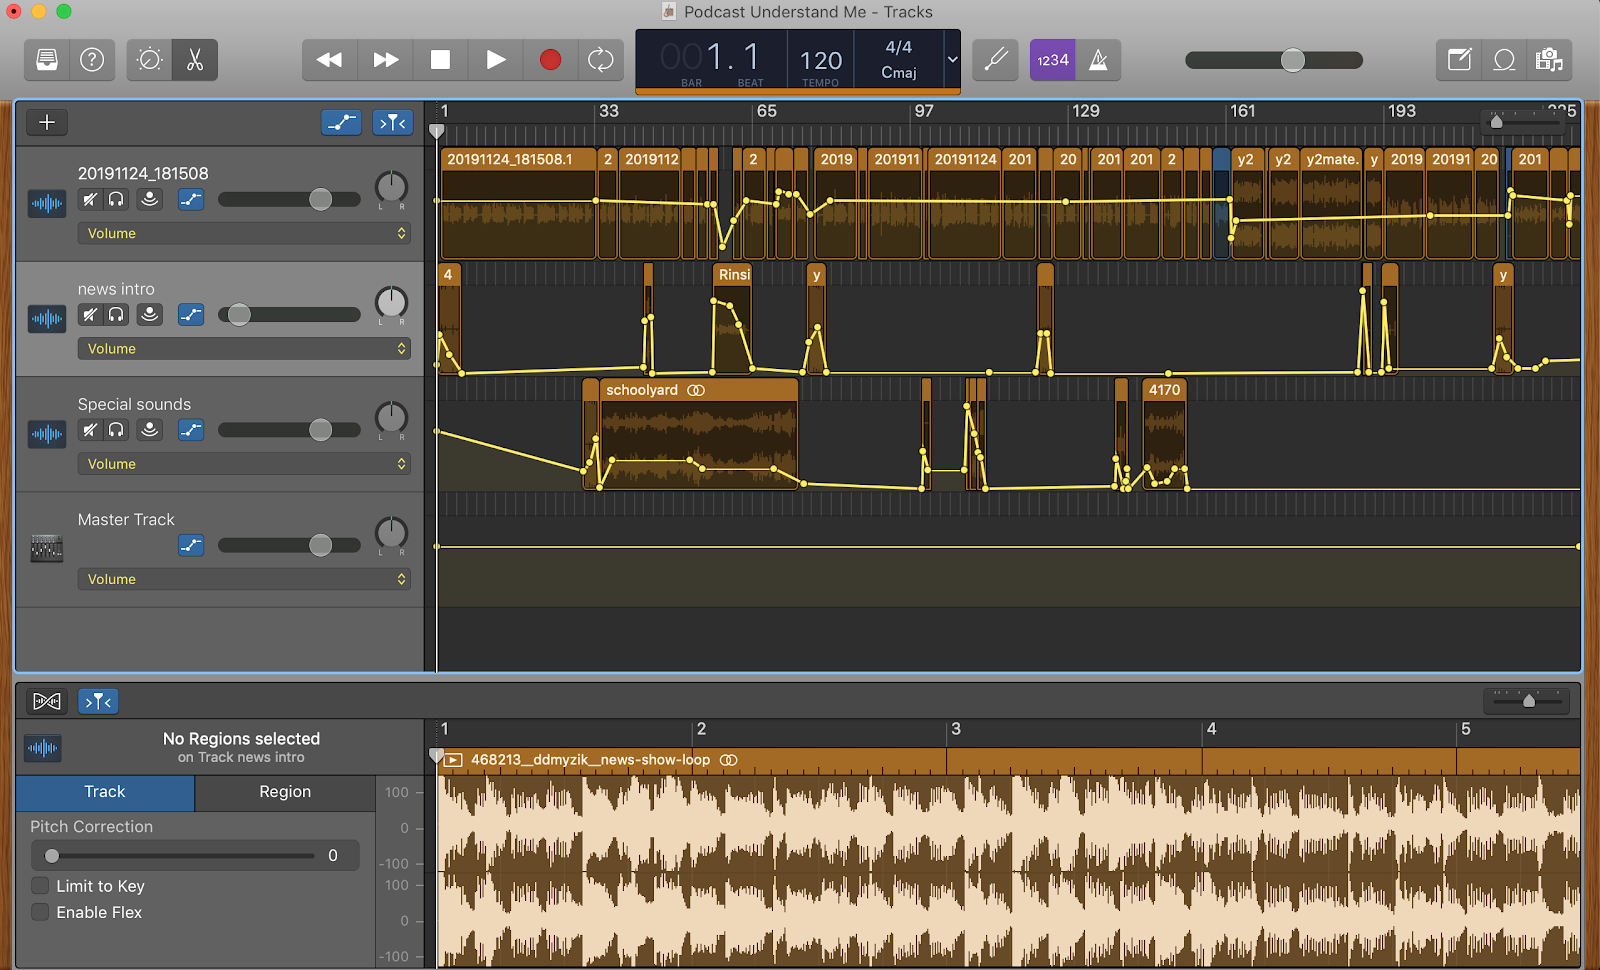 Podcast Understand Me - Tracks
001.1
BAR BEAT
120
TEMPO
4/4
Cmaj
1234
1 33 65 97 129 161 193
20191124_181508
L R
Volume
20191124_181508.1 2 2019112 2 2019 201911 20191124 201 20 201 201 2 y2 y2 y2mate. y 2019 20191 20 201
news intro
L R
Volume
4 Rinsi y y
Special sounds
L R
Volume
schoolyard 4170
Master Track
L R
Volume
No Regions selected
on Track news intro
1 2 3 4 5
468213__ddmyzik__news-show-loop
Track Region
Pitch Correction
0
Limit to Key
Enable Flex
100
0
-100
100
0
-100